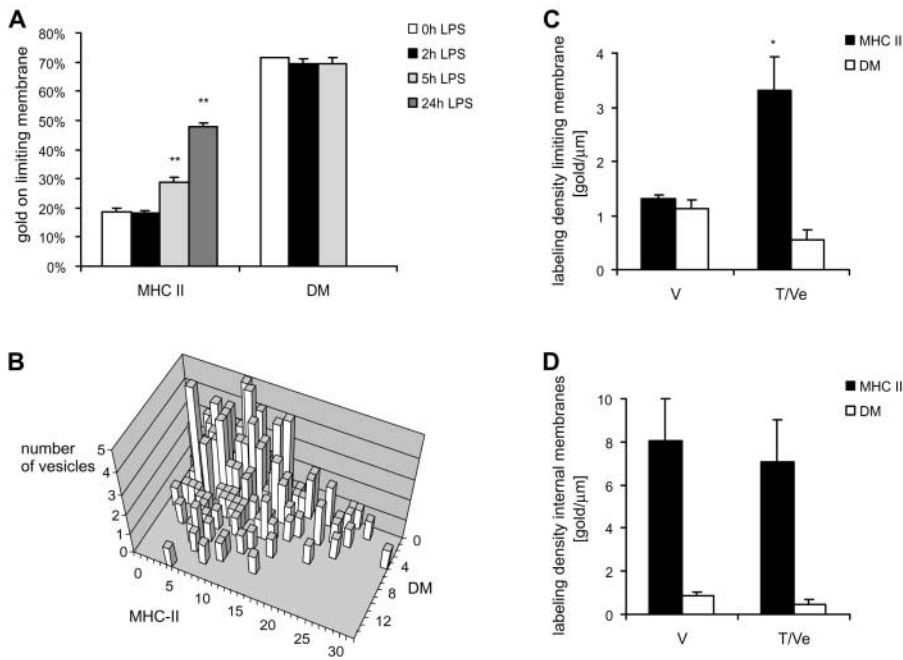 A
0h LPS
2h LPS
5h LPS
24h LPS
gold on limiting membrane
80%
70%
60%
50%
40%
30%
20%
10%
0%
**
**
MHC II
DM
B
number
of vesicles
5
4
3
2
1
0
0
5
10
15
20
25
30
MHC-II
0
4
8
12
DM
C
MHC II
DM
labeling density limiting membrane
[gold/μm]
4
3
2
1
0
*
V
T/Ve
D
MHC II
DM
labeling density internal membranes
[gold/μm]
10
8
6
4
2
0
V
T/Ve